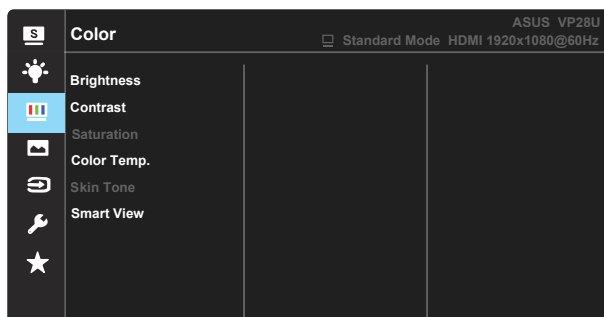 S
Color
ASUS VP28U
Standard Mode HDMI 1920x1080@60Hz
Brightness
Contrast
Saturation
Color Temp.
Skin Tone
Smart View